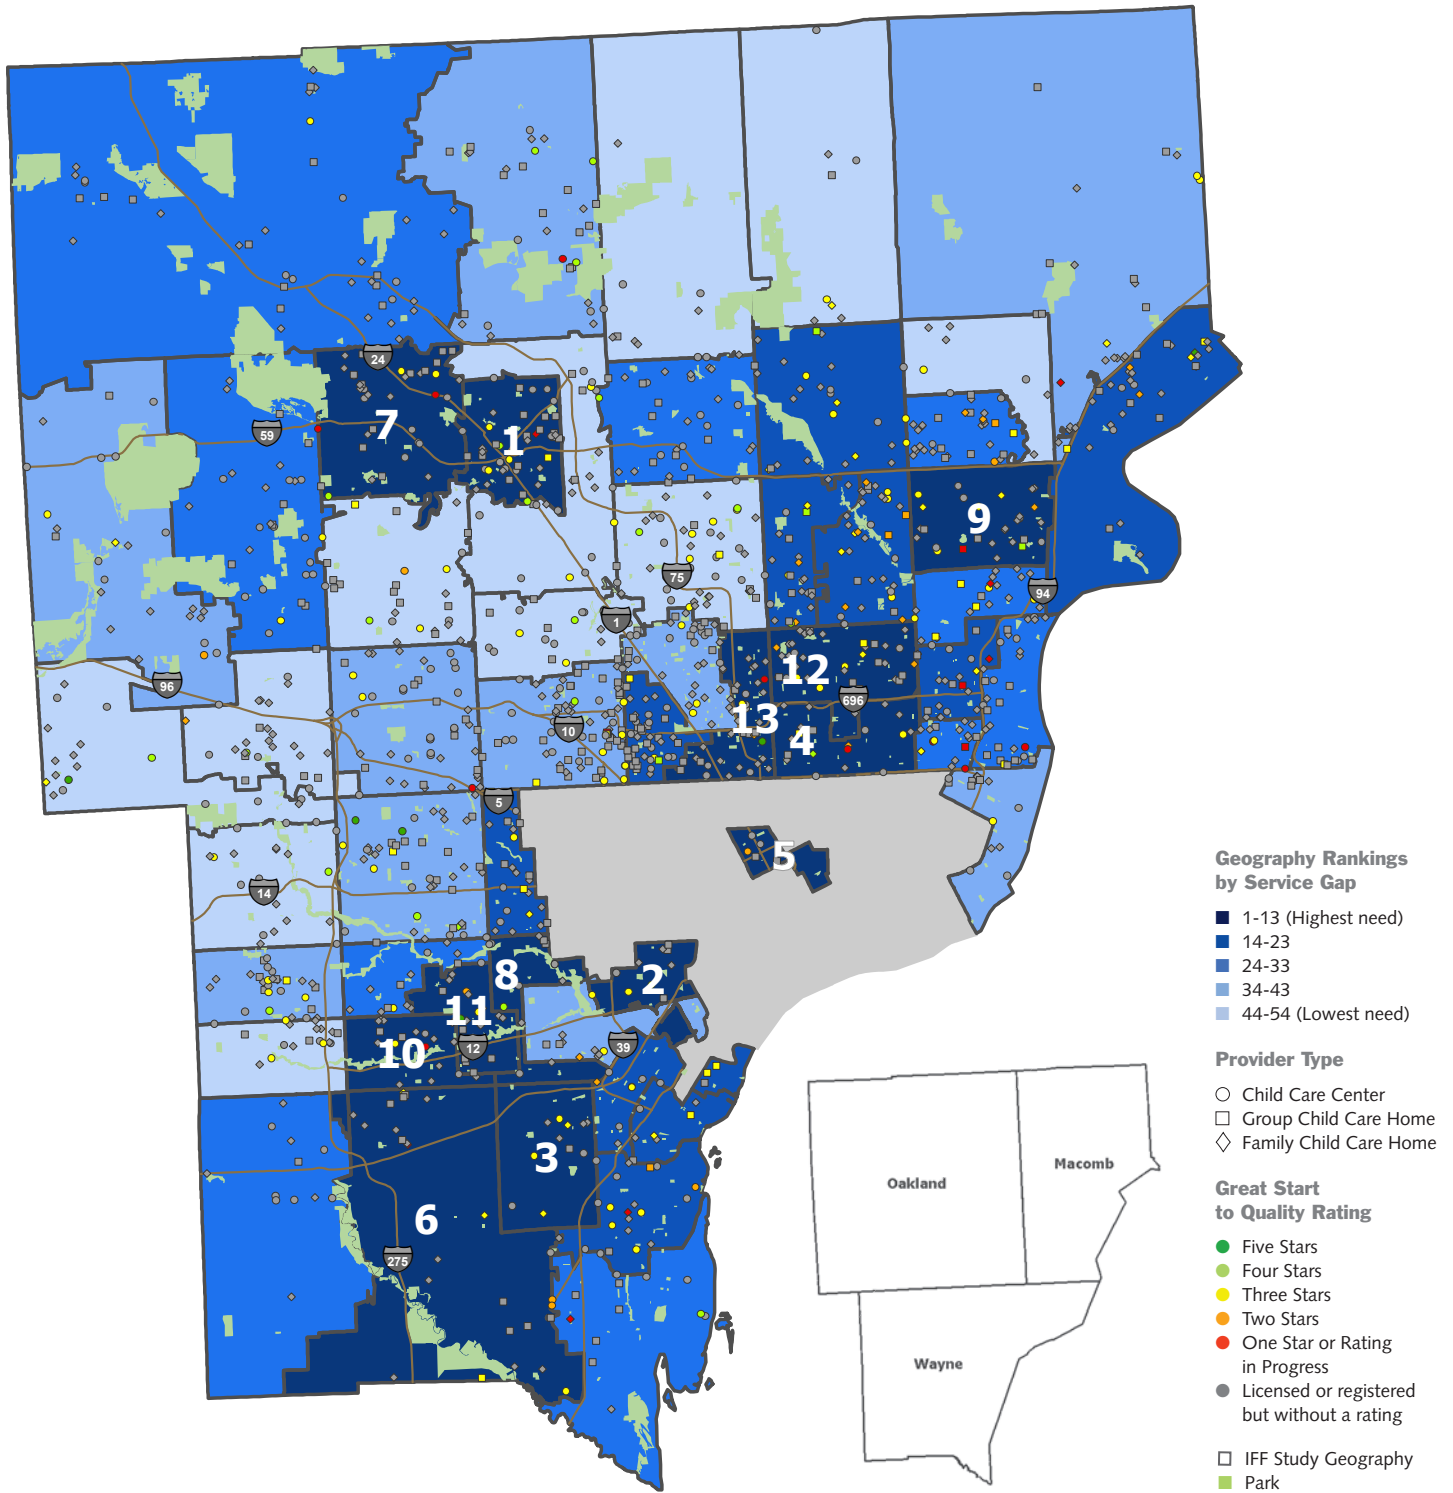 24
7
1
59
9
75
94
1
12
96
696
13
10
4
5
5
14
8
2
11
10
12
39
3
6
275
Geography Rankings
by Service Gap
1-13 (Highest need)
14-23
24-33
34-43
44-54 (Lowest need)
Provider Type
Child Care Center
Group Child Care Home
Family Child Care Home
Great Start
to Quality Rating
Five Stars
Four Stars
Three Stars
Two Stars
One Star or Rating
in Progress
Licensed or registered
but without a rating
IFF Study Geography
Park
Macomb
Oakland
Wayne